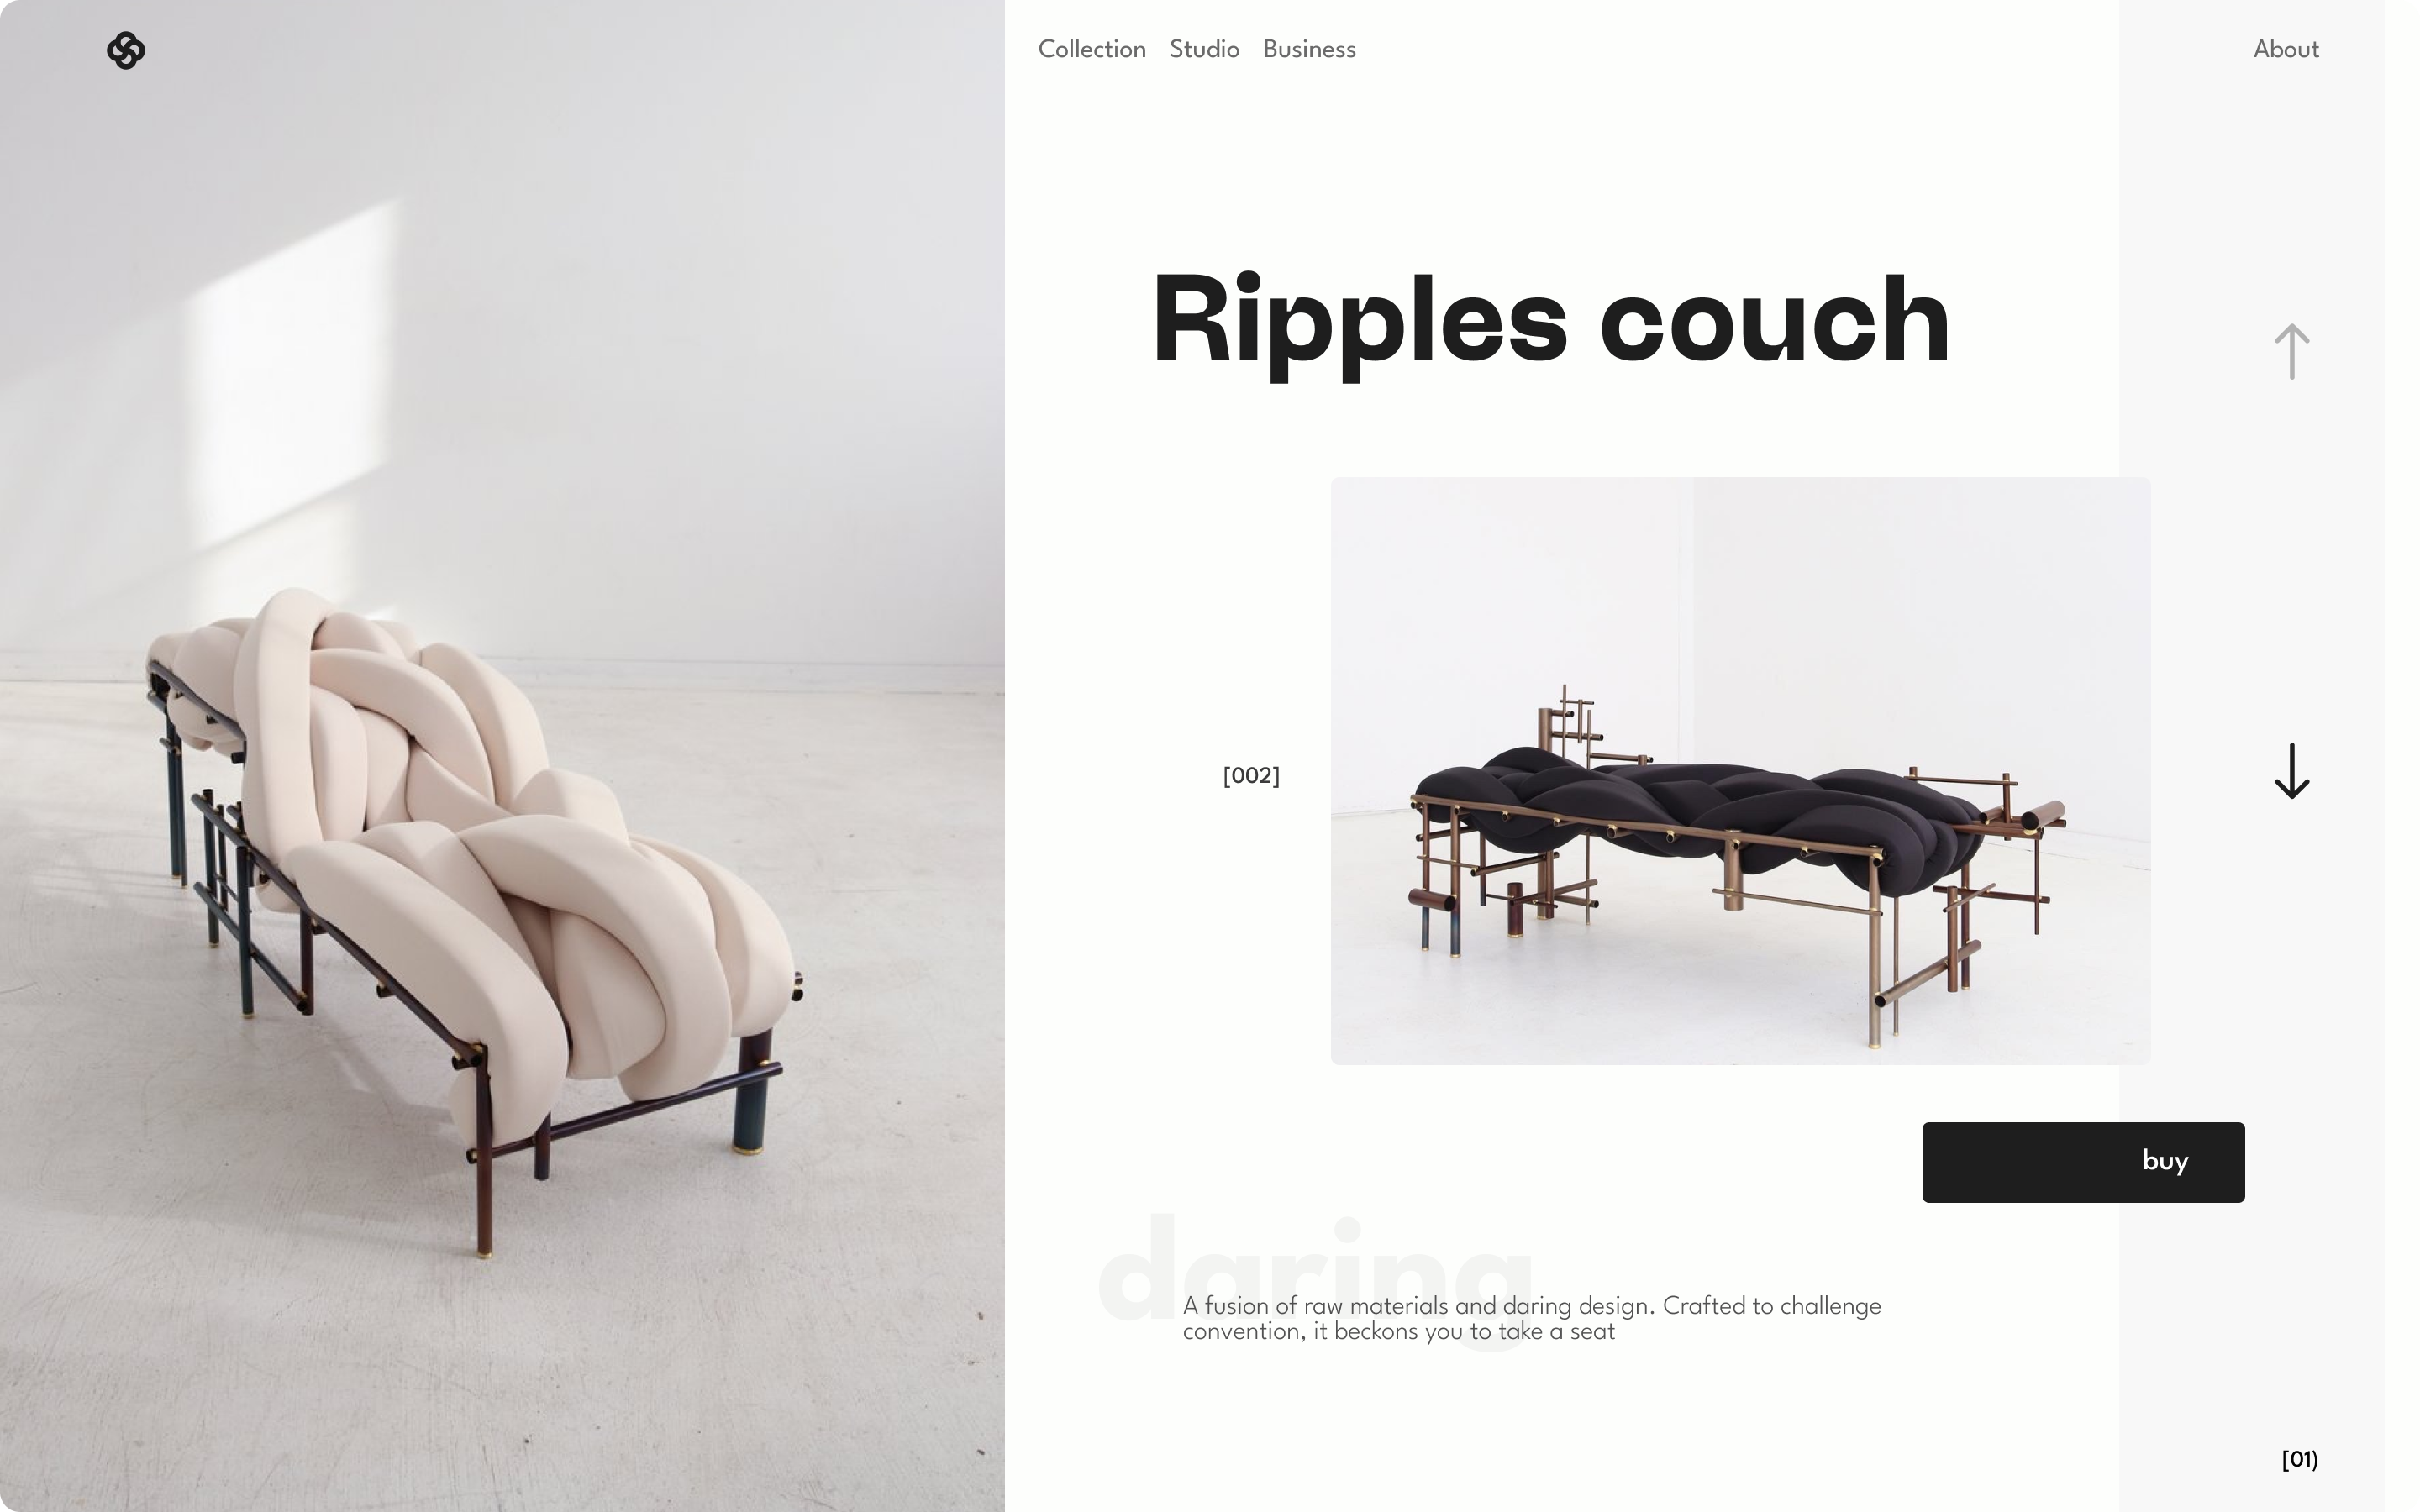 Collection Studio Business About
Ripples couch
[002]
buy
daring
A fusion of raw materials and daring design. Crafted to challenge
convention, it beckons you to take a seat
[01)